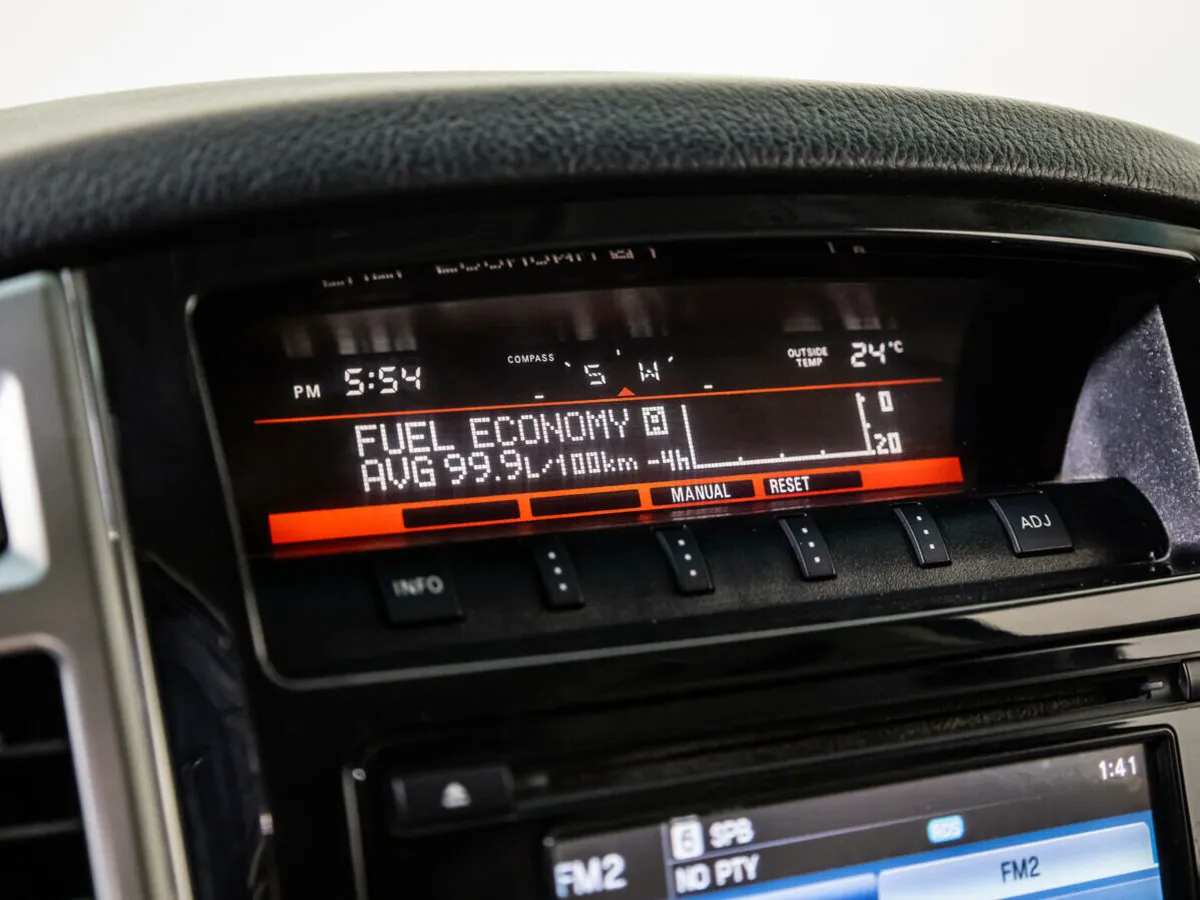 PM 5:54 COMPASS S W OUTSIDE TEMP 24°C
FUEL ECONOMY 0
AVG 99.9L/100km -4h 20
MANUAL RESET
INFO ADJ
1:41
6 SPB RDS
FM2 NO PTY FM2